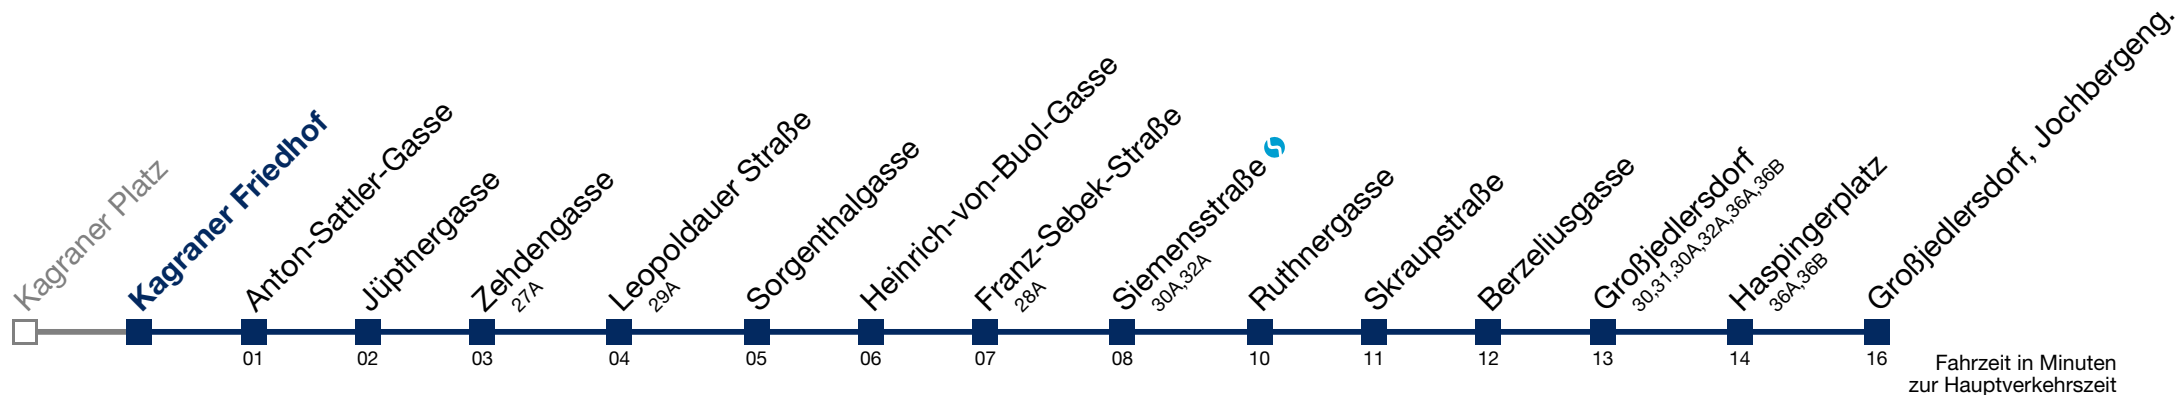 Kagraner Platz
Kagraner Friedhof
Anton-Sattler-Gasse
Jüptnergasse
Zehdengasse
27A
Leopoldauer Straße
29A
Sorgenthalgasse
Heinrich-von-Buol-Gasse
Franz-Sebek-Straße
28A
Siemensstraße
30A,32A
Ruthnergasse
Skraupstraße
Berzeliusgasse
Großjedlersdorf
30,31,30A,32A,36A,36B
Haspingerplatz
36A,36B
Großjedlersdorf, Jochbergeng.
01 02 03 04 05 06 07 08 10 11 12 13 14 16
Fahrzeit in Minuten
zur Hauptverkehrszeit